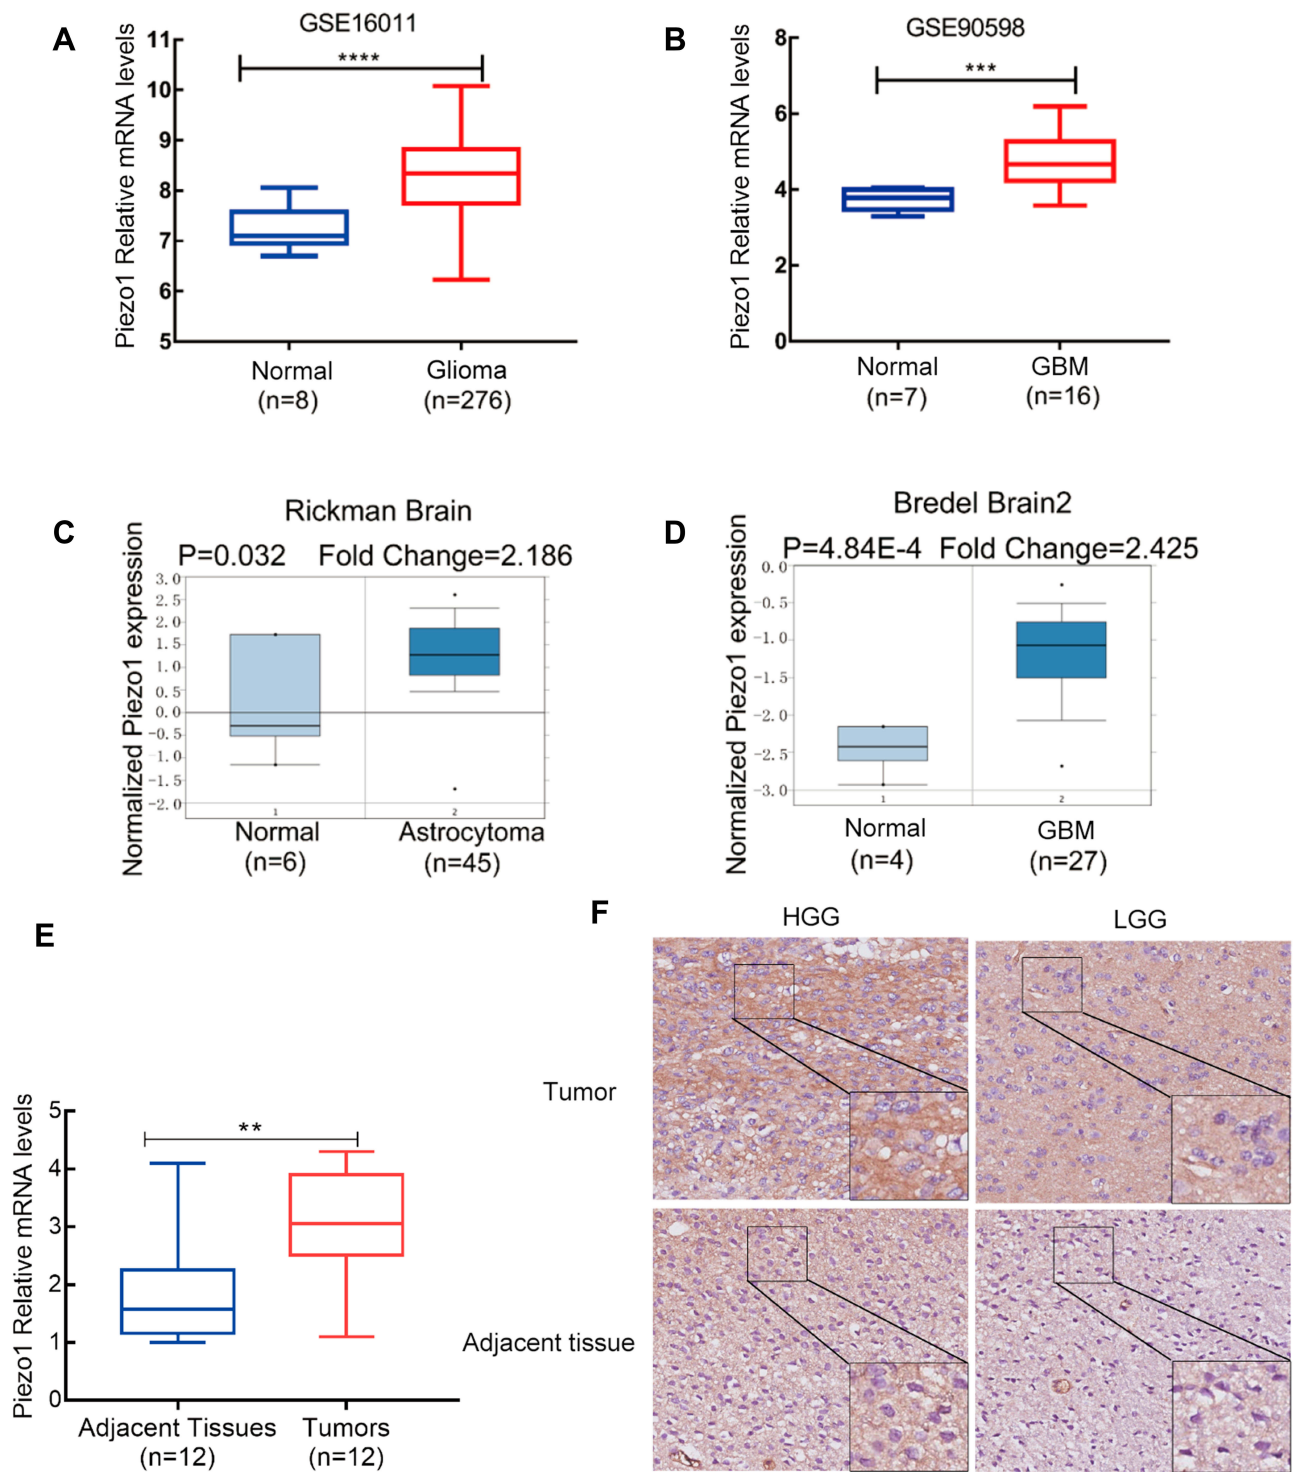 A
GSE16011
Piezo1 Relative mRNA levels
11
10
9
8
7
6
5
****
Normal
(n=8)
Glioma
(n=276)
B
GSE90598
Piezo1 Relative mRNA levels
8
6
4
2
0
***
Normal
(n=7)
GBM
(n=16)
C
Rickman Brain
P=0.032 Fold Change=2.186
Normalized Piezo1 expression
3.0
2.5
2.0
1.5
1.0
0.5
0.0
-0.5
1.0
-1.5
-2.0
1
2
Normal
(n=6)
Astrocytoma
(n=45)
D
Bredel Brain2
P=4.84E-4 Fold Change=2.425
Normalized Piezo1 expression
0.0
-0.5
-1.0
-1.5
-2.0
-2.5
-3.0
1
2
Normal
(n=4)
GBM
(n=27)
E
Piezo1 Relative mRNA levels
5
4
3
2
1
0
**
Adjacent Tissues
(n=12)
Tumors
(n=12)
F
HGG
LGG
Tumor
Adjacent tissue